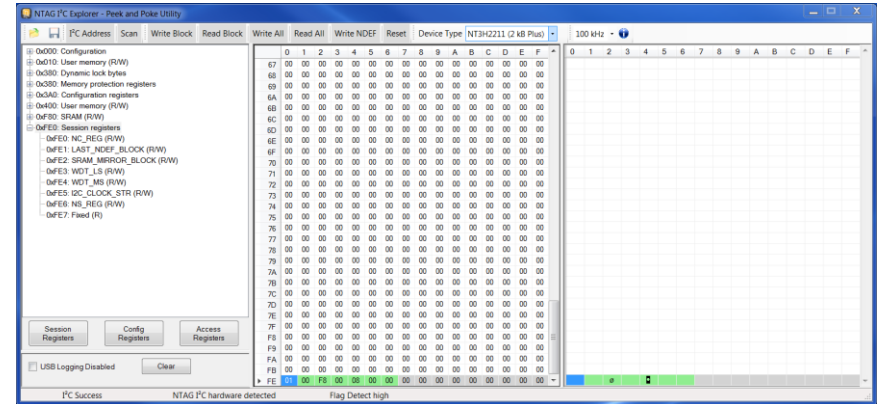 NTAG I²C Explorer - Peek and Poke Utility
I²C Address Scan Write Block Read Block Write All Read All Write NDEF Reset Device Type NT3H2211 (2 kB Plus) 100 kHz
0x000: Configuration
0x010: User memory (R/W)
0x380: Dynamic lock bytes
0x380: Memory protection registers
0x3A0: Configuration registers
0x400: User memory (R/W)
0xF80: SRAM (R/W)
0xFE0: Session registers
0xFE0: NC_REG (R/W)
0xFE1: LAST_NDEF_BLOCK (R/W)
0xFE2: SRAM_MIRROR_BLOCK (R/W)
0xFE3: WDT_LS (R/W)
0xFE4: WDT_MS (R/W)
0xFE5: I2C_CLOCK_STR (R/W)
0xFE6: NS_REG (R/W)
0xFE7: Fixed (R)
Session Registers
Config Registers
Access Registers
USB Logging Disabled Clear
0 1 2 3 4 5 6 7 8 9 A B C D E F
67 00 00 00 00 00 00 00 00 00 00 00 00 00 00 00 00
68 00 00 00 00 00 00 00 00 00 00 00 00 00 00 00 00
69 00 00 00 00 00 00 00 00 00 00 00 00 00 00 00 00
6A 00 00 00 00 00 00 00 00 00 00 00 00 00 00 00 00
6B 00 00 00 00 00 00 00 00 00 00 00 00 00 00 00 00
6C 00 00 00 00 00 00 00 00 00 00 00 00 00 00 00 00
6D 00 00 00 00 00 00 00 00 00 00 00 00 00 00 00 00
6E 00 00 00 00 00 00 00 00 00 00 00 00 00 00 00 00
6F 00 00 00 00 00 00 00 00 00 00 00 00 00 00 00 00
70 00 00 00 00 00 00 00 00 00 00 00 00 00 00 00 00
71 00 00 00 00 00 00 00 00 00 00 00 00 00 00 00 00
72 00 00 00 00 00 00 00 00 00 00 00 00 00 00 00 00
73 00 00 00 00 00 00 00 00 00 00 00 00 00 00 00 00
74 00 00 00 00 00 00 00 00 00 00 00 00 00 00 00 00
75 00 00 00 00 00 00 00 00 00 00 00 00 00 00 00 00
76 00 00 00 00 00 00 00 00 00 00 00 00 00 00 00 00
77 00 00 00 00 00 00 00 00 00 00 00 00 00 00 00 00
78 00 00 00 00 00 00 00 00 00 00 00 00 00 00 00 00
79 00 00 00 00 00 00 00 00 00 00 00 00 00 00 00 00
7A 00 00 00 00 00 00 00 00 00 00 00 00 00 00 00 00
7B 00 00 00 00 00 00 00 00 00 00 00 00 00 00 00 00
7C 00 00 00 00 00 00 00 00 00 00 00 00 00 00 00 00
7D 00 00 00 00 00 00 00 00 00 00 00 00 00 00 00 00
7E 00 00 00 00 00 00 00 00 00 00 00 00 00 00 00 00
7F 00 00 00 00 00 00 00 00 00 00 00 00 00 00 00 00
F8 00 00 00 00 00 00 00 00 00 00 00 00 00 00 00 00
F9 00 00 00 00 00 00 00 00 00 00 00 00 00 00 00 00
FA 00 00 00 00 00 00 00 00 00 00 00 00 00 00 00 00
FB 00 00 00 00 00 00 00 00 00 00 00 00 00 00 00 00
FE 01 00 F8 00 08 00 00 00 00 00 00 00 00 00 00 00
0 1 2 3 4 5 6 7 8 9 A B C D E F
ø ◘
I²C Success NTAG I²C hardware detected Flag Detect high